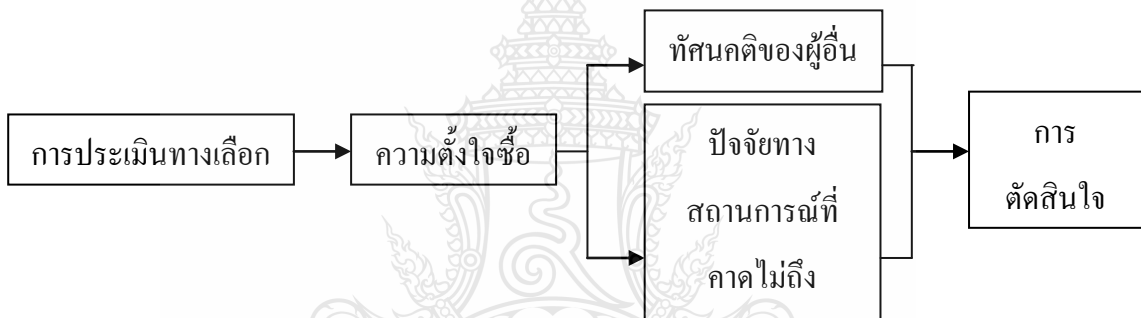 การประเมินทางเลือก
ความตั้งใจซื้อ
ทัศนคติของผู้อื่น
ปัจจัยทาง
สถานการณ์ที่
คาดไม่ถึง
การ
ตัดสินใจ